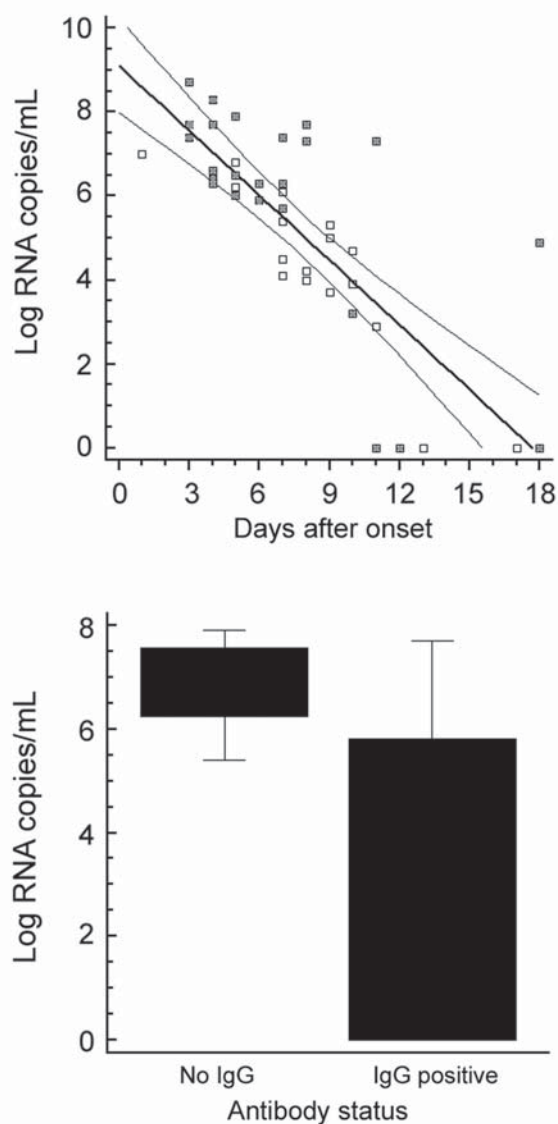 10
8
6
4
2
0
Log RNA copies/mL
0 3 6 9 12 15 18
Days after onset
8
6
4
2
0
Log RNA copies/mL
No IgG IgG positive
Antibody status